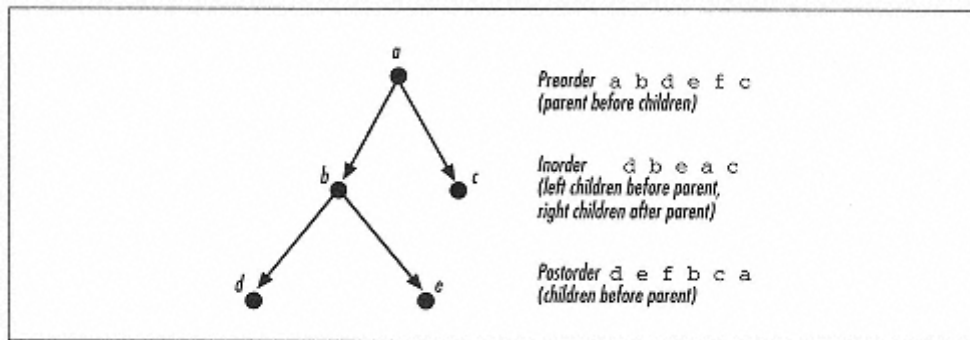 a
Preorder a b d e f c
(parent before children)
b
c
Inorder d b e a c
(left children before parent,
right children after parent)
d
e
Postorder d e f b c a
(children before parent)